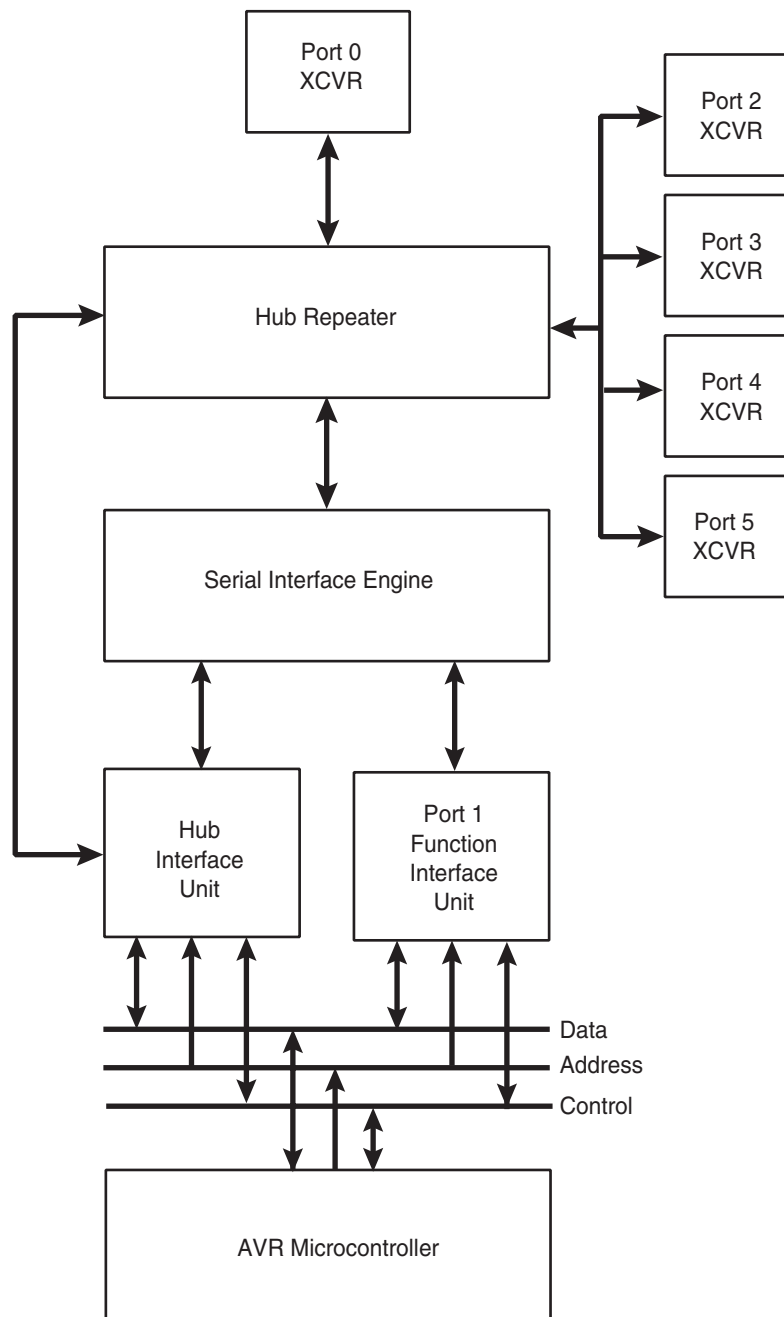 Port 0
XCVR
Port 2
XCVR
Port 3
XCVR
Hub Repeater
Port 4
XCVR
Port 5
XCVR
Serial Interface Engine
Hub
Interface
Unit
Port 1
Function
Interface
Unit
Data
Address
Control
AVR Microcontroller